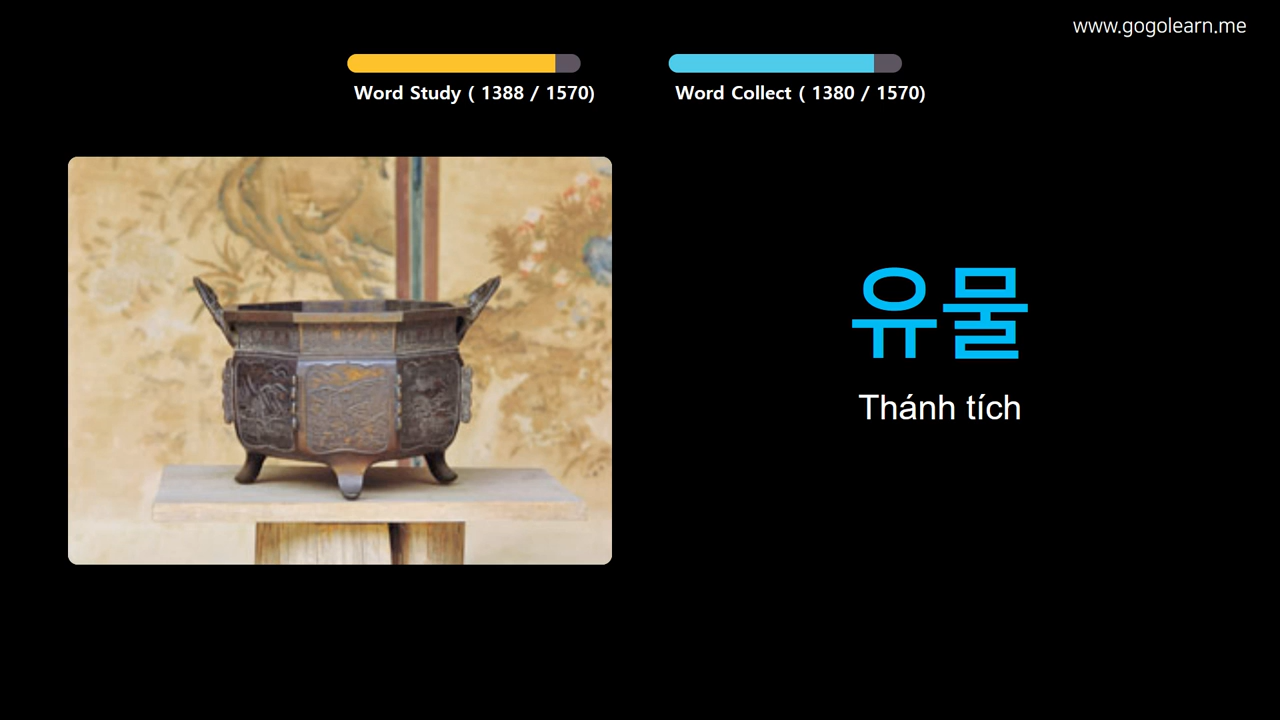 www.gogolearn.me
Word Study ( 1388 / 1570)
Word Collect ( 1380 / 1570)
유물
Thánh tích